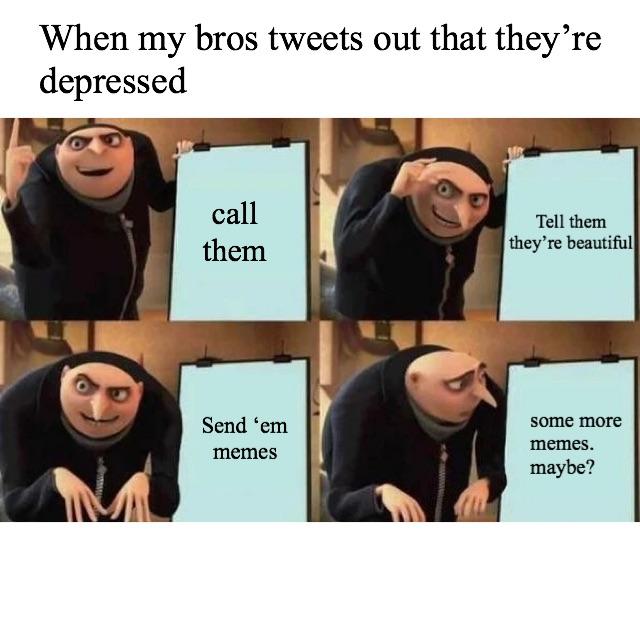 When my bros tweets out that they’re
depressed
call
them
Tell them
they’re beautiful
Send ‘em
memes
some more
memes.
maybe?